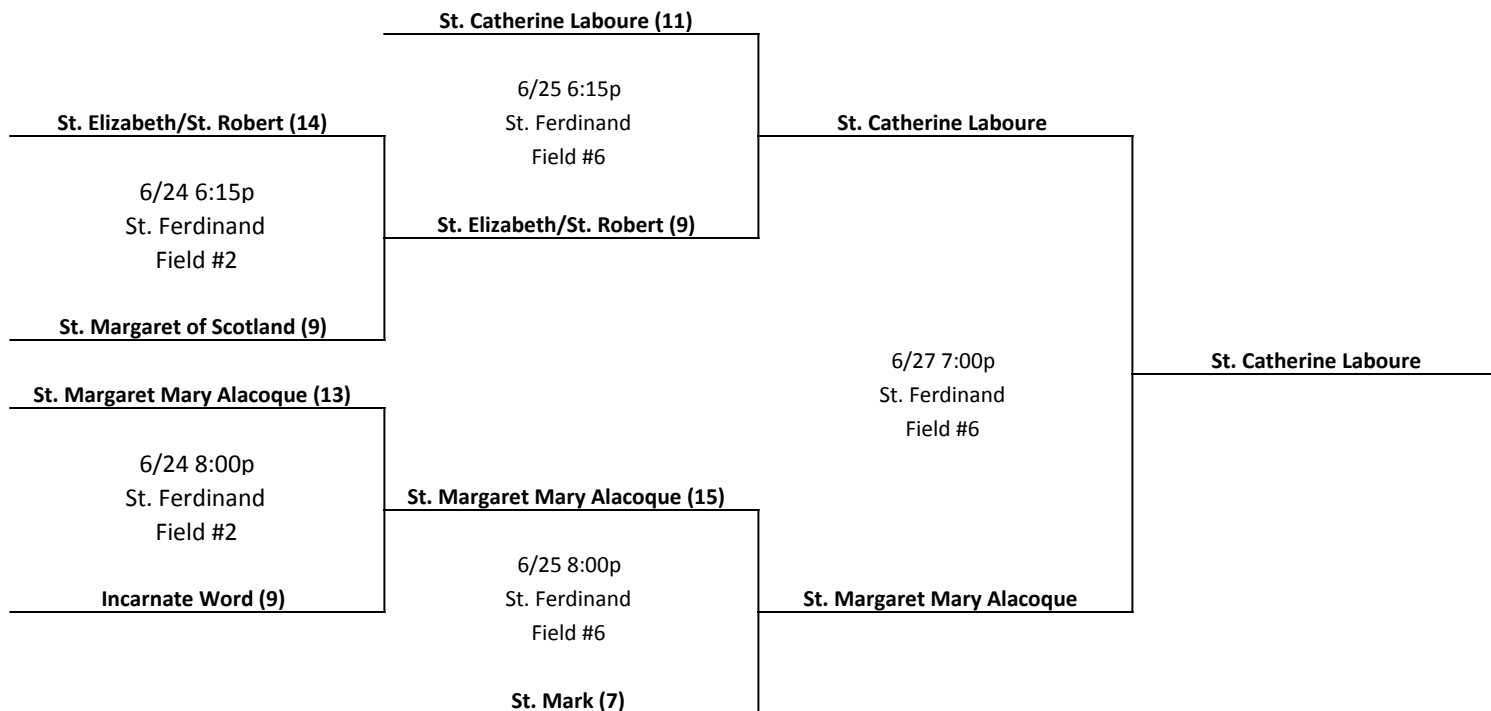 St. Catherine Laboure (11)
6/25 6:15p
St. Ferdinand
Field #6
St. Elizabeth/St. Robert (14)
St. Catherine Laboure
6/24 6:15p
St. Ferdinand
Field #2
St. Elizabeth/St. Robert (9)
St. Margaret of Scotland (9)
6/27 7:00p
St. Ferdinand
Field #6
St. Catherine Laboure
St. Margaret Mary Alacoque (13)
6/24 8:00p
St. Ferdinand
Field #2
St. Margaret Mary Alacoque (15)
6/25 8:00p
St. Ferdinand
Field #6
Incarnate Word (9)
St. Margaret Mary Alacoque
St. Mark (7)